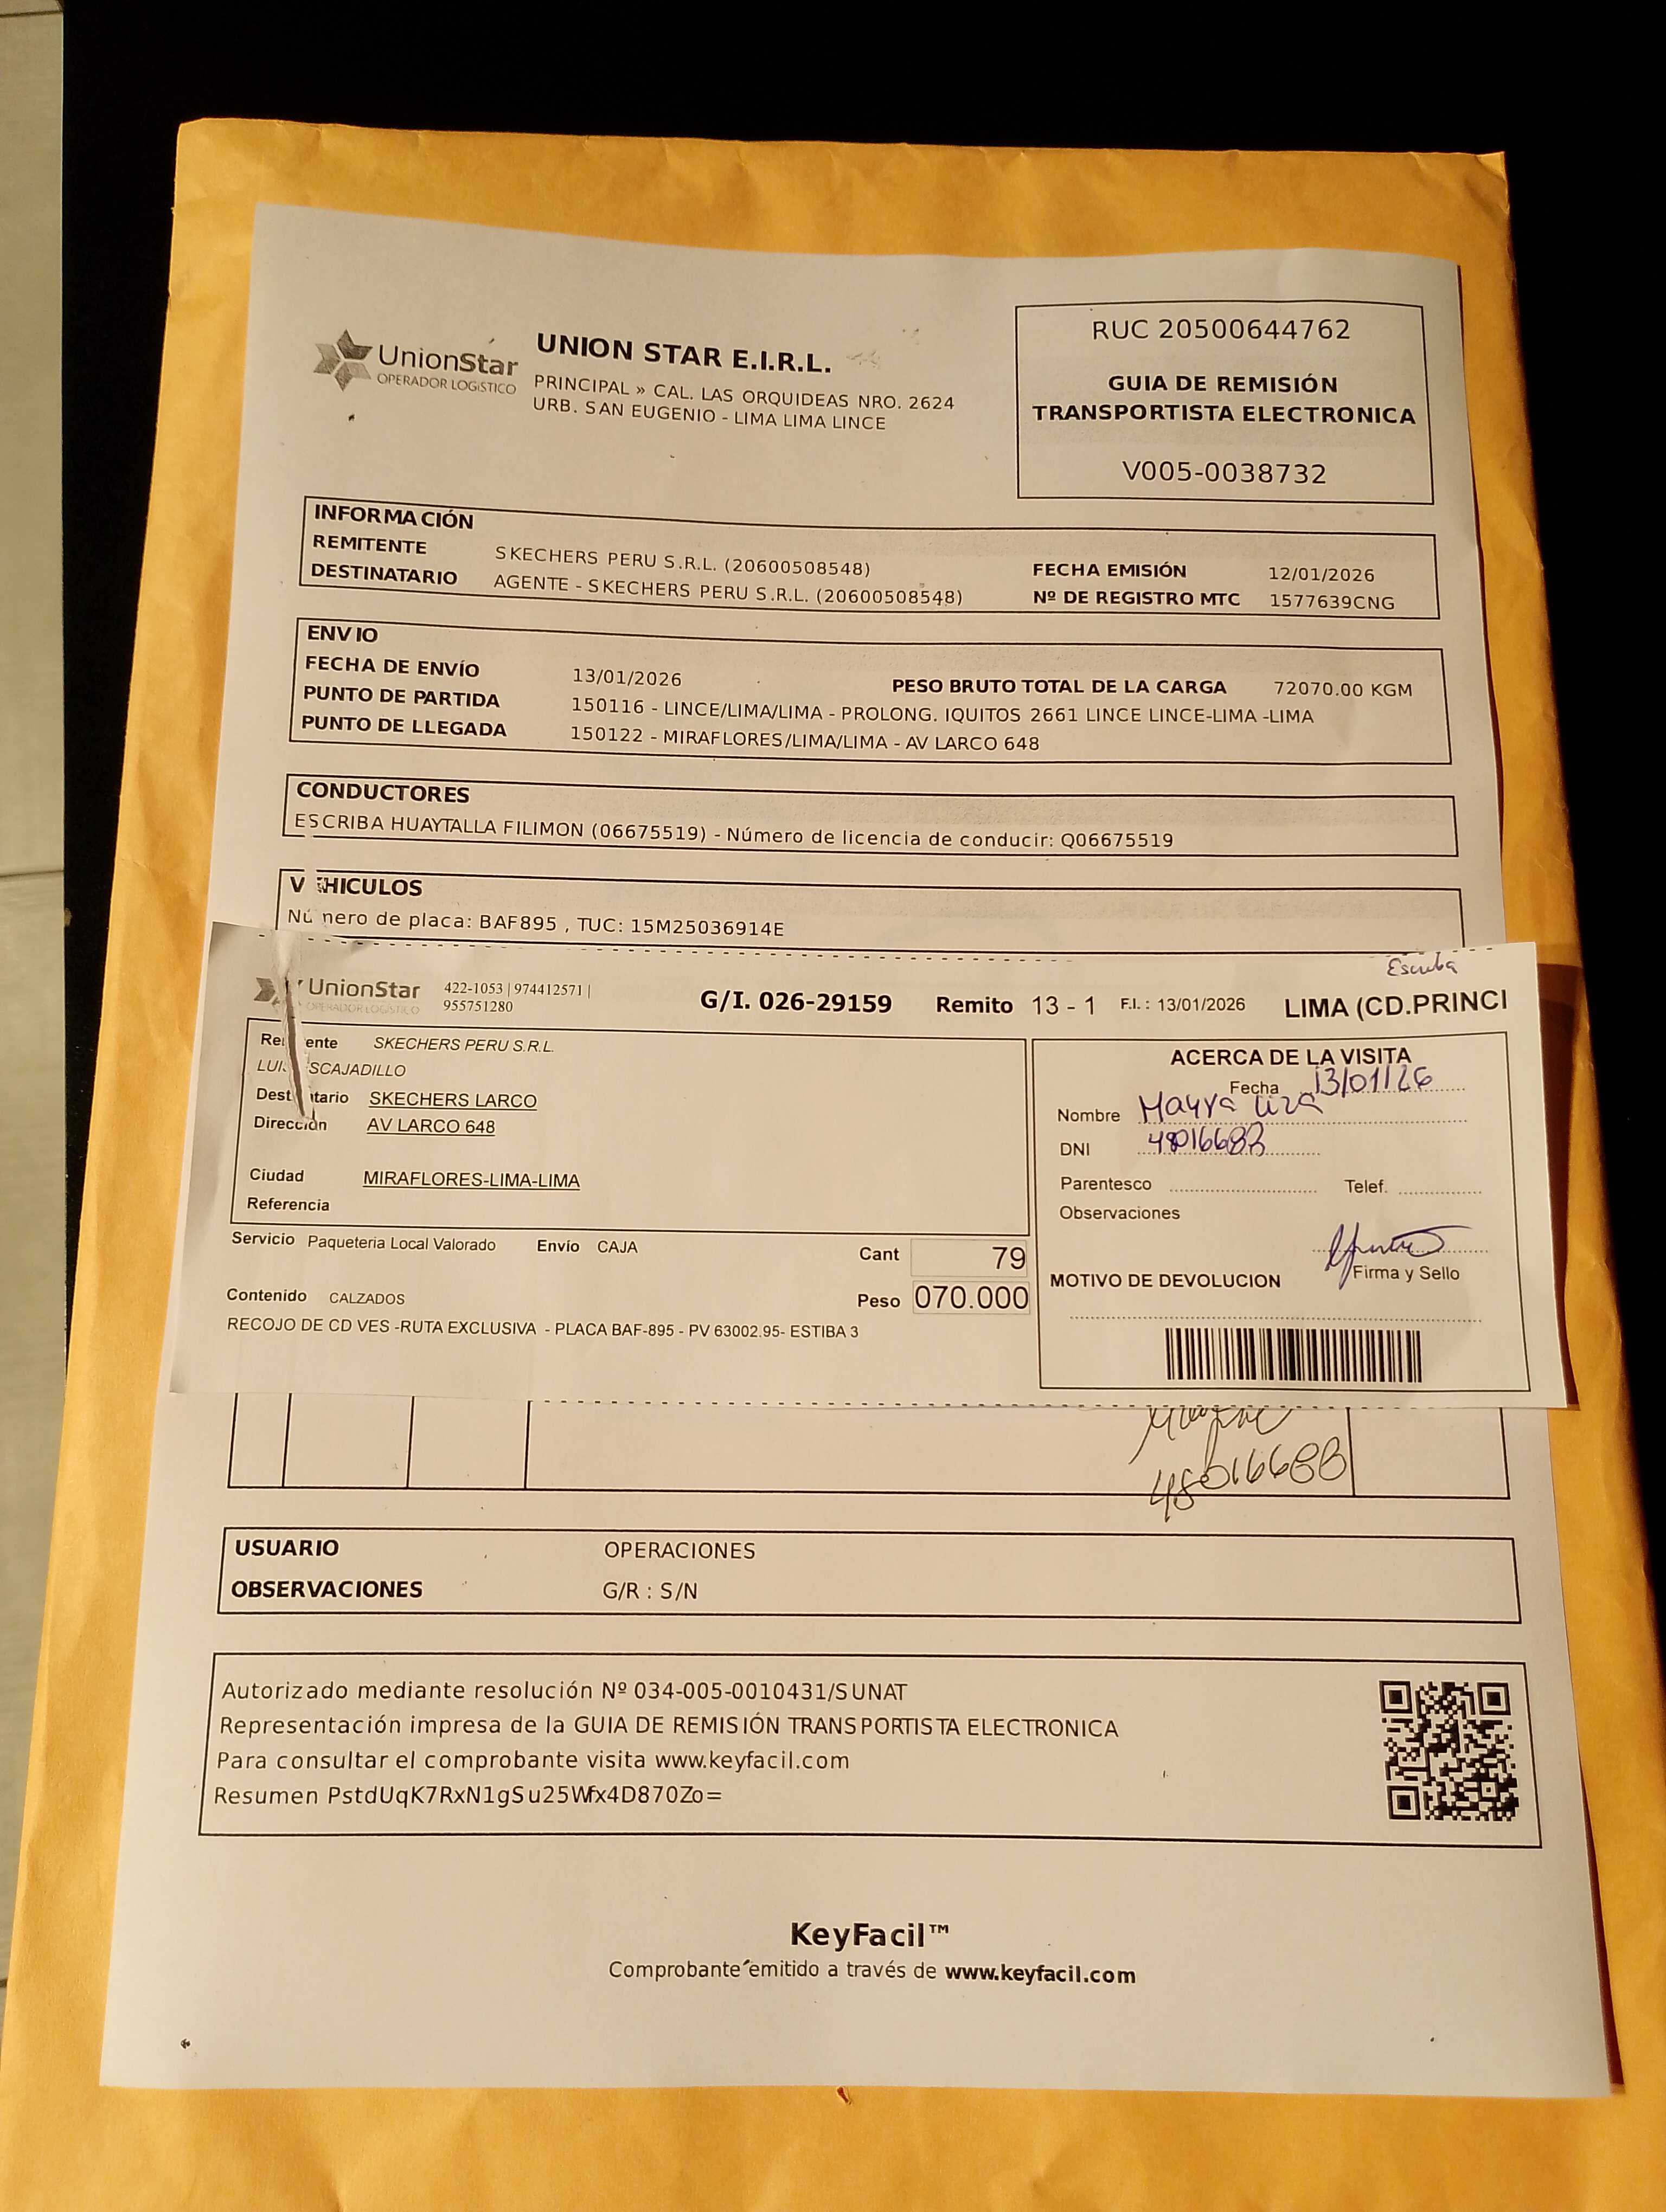 UnionStar
OPERADOR LOGISTICO
UNION STAR E.I.R.L.
PRINCIPAL » CAL. LAS ORQUIDEAS NRO. 2624
URB. SAN EUGENIO - LIMA LIMA LINCE
RUC 20500644762
GUIA DE REMISIÓN
TRANSPORTISTA ELECTRONICA
V005-0038732
INFORMACIÓN
REMITENTE SKECHERS PERU S.R.L. (20600508548) FECHA EMISIÓN 12/01/2026
DESTINATARIO AGENTE - SKECHERS PERU S.R.L. (20600508548) Nº DE REGISTRO MTC 1577639CNG
ENVIO
FECHA DE ENVÍO 13/01/2026 PESO BRUTO TOTAL DE LA CARGA 72070.00 KGM
PUNTO DE PARTIDA 150116 - LINCE/LIMA/LIMA - PROLONG. IQUITOS 2661 LINCE LINCE-LIMA -LIMA
PUNTO DE LLEGADA 150122 - MIRAFLORES/LIMA/LIMA - AV LARCO 648
CONDUCTORES
ESCRIBA HUAYTALLA FILIMON (06675519) - Número de licencia de conducir: Q06675519
VEHICULOS
Número de placa: BAF895 , TUC: 15M25036914E
Escriba
UnionStar 422-1053 | 974412571 | 955751280 G/I. 026-29159 Remito 13 - 1 F.I. : 13/01/2026 LIMA (CD.PRINCI
OPERADOR LOGISTICO
Remitente SKECHERS PERU S.R.L.
SCAJADILLO
Destinatario SKECHERS LARCO
Dirección AV LARCO 648
Ciudad MIRAFLORES-LIMA-LIMA
Referencia
Servicio Paqueteria Local Valorado Envío CAJA Cant 79
Contenido CALZADOS Peso 070.000
RECOJO DE CD VES -RUTA EXCLUSIVA - PLACA BAF-895 - PV 63002.95- ESTIBA 3
ACERCA DE LA VISITA
Fecha 13/01/26
Nombre Mayra
DNI
Parentesco Telef.
Observaciones
Firma y Sello
MOTIVO DE DEVOLUCION
USUARIO OPERACIONES
OBSERVACIONES G/R : S/N
Autorizado mediante resolución Nº 034-005-0010431/SUNAT
Representación impresa de la GUIA DE REMISIÓN TRANSPORTISTA ELECTRONICA
Para consultar el comprobante visita www.keyfacil.com
Resumen PstdUqK7RxN1gSu25Wfx4D870Zo=
KeyFacil™
Comprobante emitido a través de www.keyfacil.com